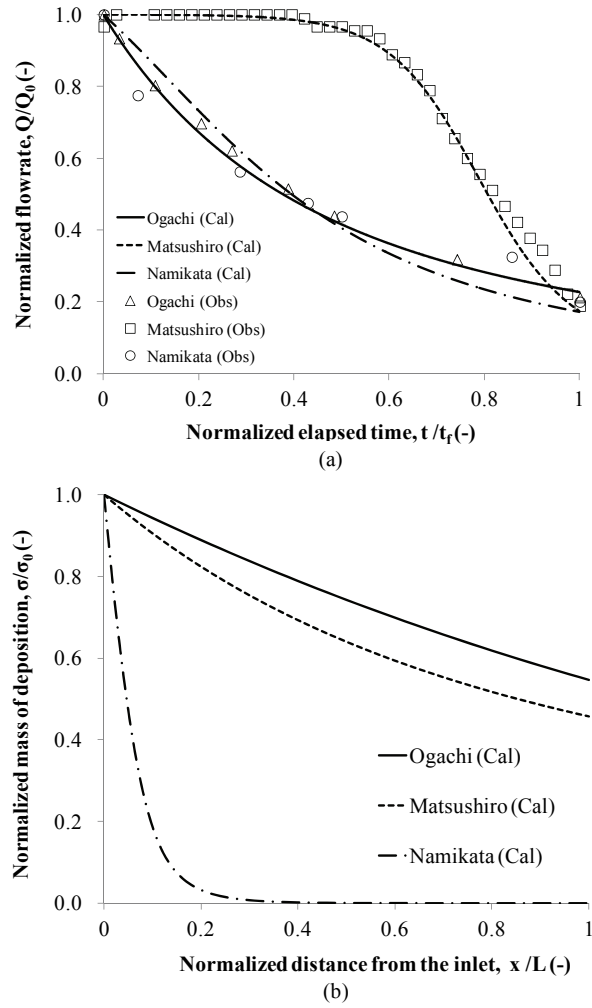 Normalized flowrate, Q/Q0 (-)
1.0
0.8
0.6
0.4
0.2
0.0
Ogachi (Cal)
Matsushiro (Cal)
Namikata (Cal)
Ogachi (Obs)
Matsushiro (Obs)
Namikata (Obs)
0 0.2 0.4 0.6 0.8 1
Normalized elapsed time, t /tf (-)
(a)
Normalized mass of deposition, σ/σ0 (-)
1.0
0.8
0.6
0.4
0.2
0.0
Ogachi (Cal)
Matsushiro (Cal)
Namikata (Cal)
0 0.2 0.4 0.6 0.8 1
Normalized distance from the inlet, x /L (-)
(b)